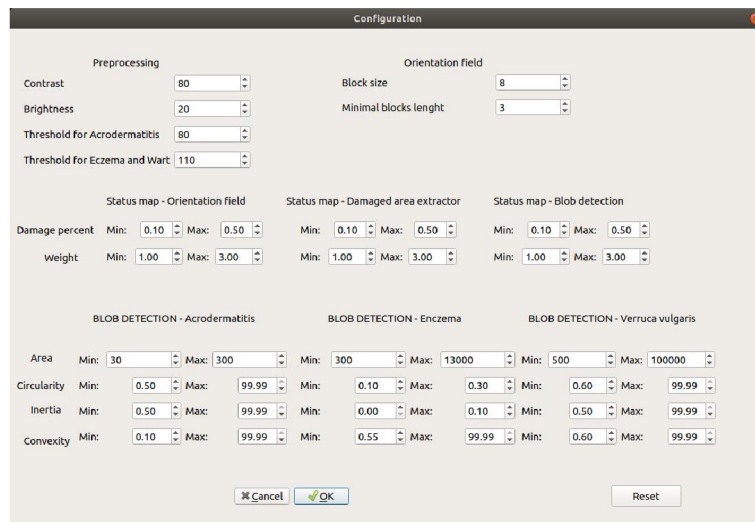 Configuration
Preprocessing Orientation field
Contrast 80 Block size 8
Brightness 20 Minimal blocks lenght 3
Threshold for Acrodermatitis 80
Threshold for Eczema and Wart 110
Status map - Orientation field Status map - Damaged area extractor Status map - Blob detection
Damage percent Min: 0.10 Max: 0.50 Min: 0.10 Max: 0.50 Min: 0.10 Max: 0.50
Weight Min: 1.00 Max: 3.00 Min: 1.00 Max: 3.00 Min: 1.00 Max: 3.00
BLOB DETECTION - Acrodermatitis BLOB DETECTION - Enczema BLOB DETECTION - Verruca vulgaris
Area Min: 30 Max: 300 Min: 300 Max: 13000 Min: 500 Max: 100000
Circularity Min: 0.50 Max: 99.99 Min: 0.10 Max: 0.30 Min: 0.60 Max: 99.99
Inertia Min: 0.50 Max: 99.99 Min: 0.00 Max: 0.10 Min: 0.50 Max: 99.99
Convexity Min: 0.10 Max: 99.99 Min: 0.55 Max: 99.99 Min: 0.60 Max: 99.99
Cancel OK Reset